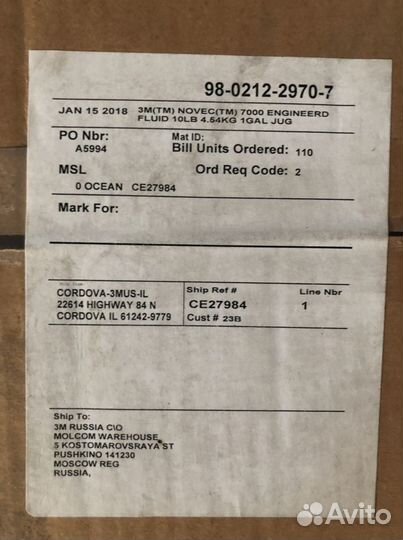 98-0212-2970-7
JAN 15 2018 3M(TM) NOVEC(TM) 7000 ENGINEERD
FLUID 10LB 4.54KG 1GAL JUG
PO Nbr: Mat ID:
A5994 Bill Units Ordered: 110
MSL Ord Req Code: 2
0 OCEAN CE27984
Mark For:
Ship From
CORDOVA-3MUS-IL Ship Ref # Line Nbr
22614 HIGHWAY 84 N CE27984 1
CORDOVA IL 61242-9779 Cust # 23B
Ship To:
3M RUSSIA C\O
MOLCOM WAREHOUSE
5 KOSTOMAROVSRAYA ST
PUSHKINO 141230
MOSCOW REG
RUSSIA,
Avito